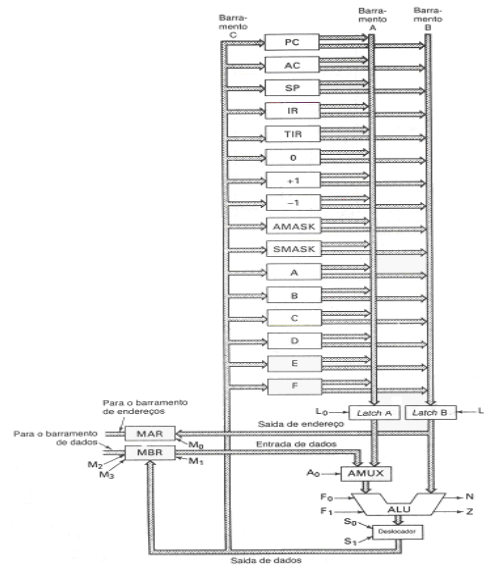 Barra-
mento
C
Barra-
mento
A
Barra-
mento
B
PC
AC
SP
IR
TIR
0
+1
−1
AMASK
SMASK
A
B
C
D
E
F
L₀
Latch A
Latch B
L
Para o barramento
de endereços
Saída de endereço
MAR
M₀
Para o barramento
de dados
Entrada de dados
MBR
M₁
M₂
M₃
A₀
AMUX
F₀
F₁
ALU
N
Z
S₀
S₁
Deslocador
Saída de dados